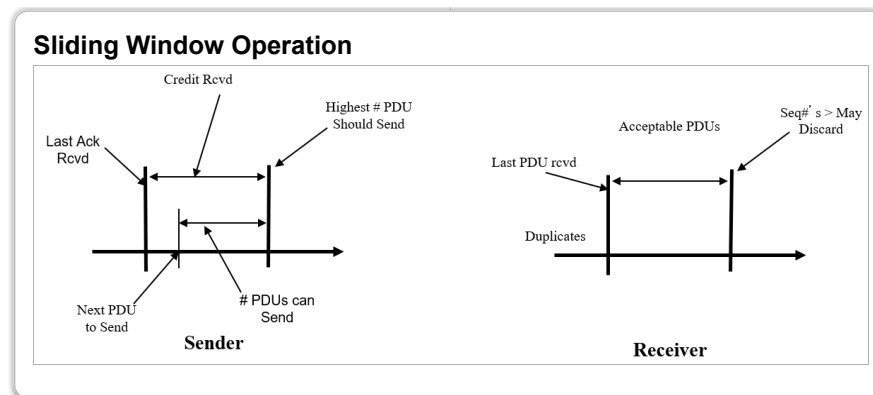 Sliding Window Operation
Credit Rcvd
Highest # PDU
Should Send
Last Ack
Rcvd
Next PDU
to Send
# PDUs can
Send
Sender
Acceptable PDUs
Seq#'s > May
Discard
Last PDU rcvd
Duplicates
Receiver